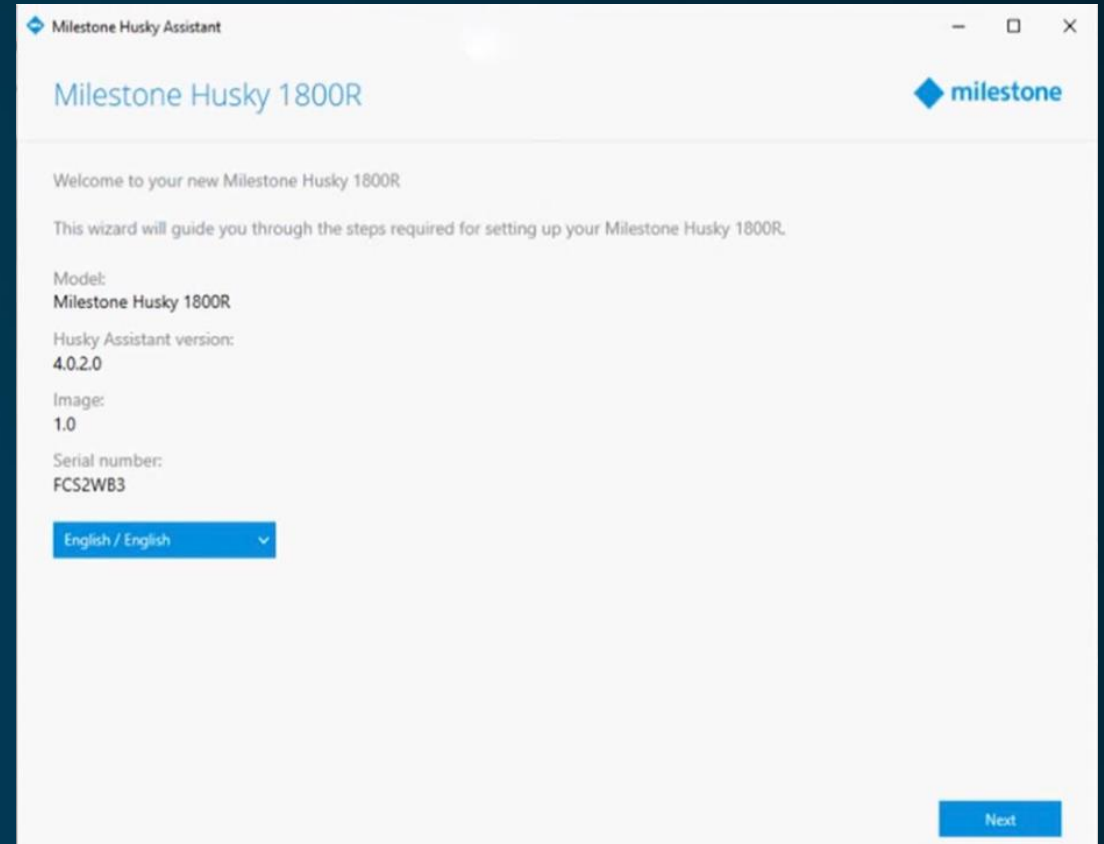 Milestone Husky Assistant
Milestone Husky 1800R
milestone
Welcome to your new Milestone Husky 1800R
This wizard will guide you through the steps required for setting up your Milestone Husky 1800R.
Model:
Milestone Husky 1800R
Husky Assistant version:
4.0.2.0
Image:
1.0
Serial number:
FCS2WB3
English / English
Next